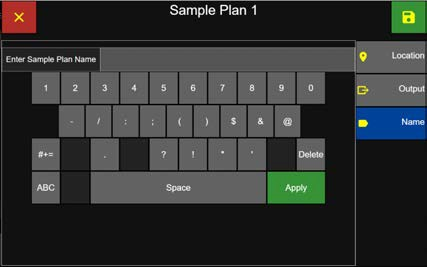 Sample Plan 1
Enter Sample Plan Name
1 2 3 4 5 6 7 8 9 0
- / : ; ( ) $ & @
#+= . ? ! " ' Delete
ABC Space Apply
Location
Output
Name